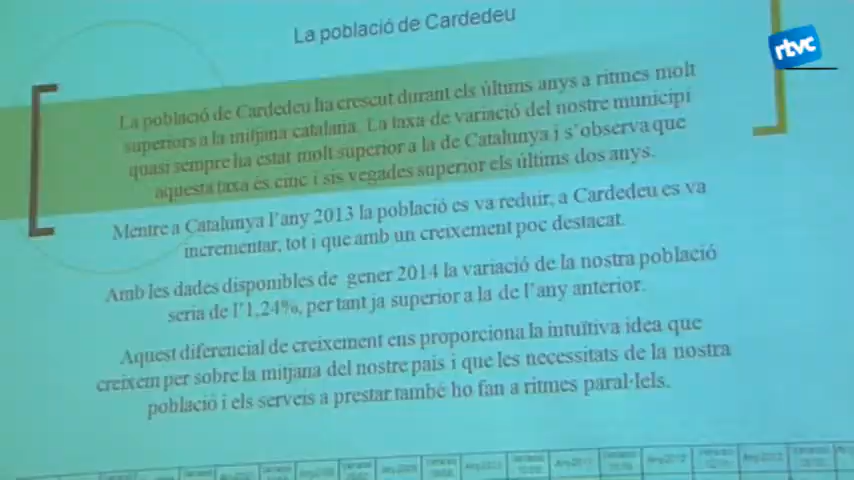 La població de Cardedeu
rtvc
La població de Cardedeu ha crescut durant els últims anys a ritmes molt
superiors a la mitjana catalana. La taxa de variació del nostre municipi
quasi sempre ha estat molt superior a la de Catalunya i s'observa que
aquesta taxa és cinc i sis vegades superior els últims dos anys.
Mentre a Catalunya l'any 2013 la població es va reduir, a Cardedeu es va
incrementar, tot i que amb un creixement poc destacat.
Amb les dades disponibles de gener 2014 la variació de la nostra població
seria de l'1,24%, per tant ja superior a la de l'any anterior.
Aquest diferencial de creixement ens proporciona la intuïtiva idea que
creixem per sobre la mitjana del nostre país i que les necessitats de la nostra
població i els serveis a prestar també ho fan a ritmes paral·lels.